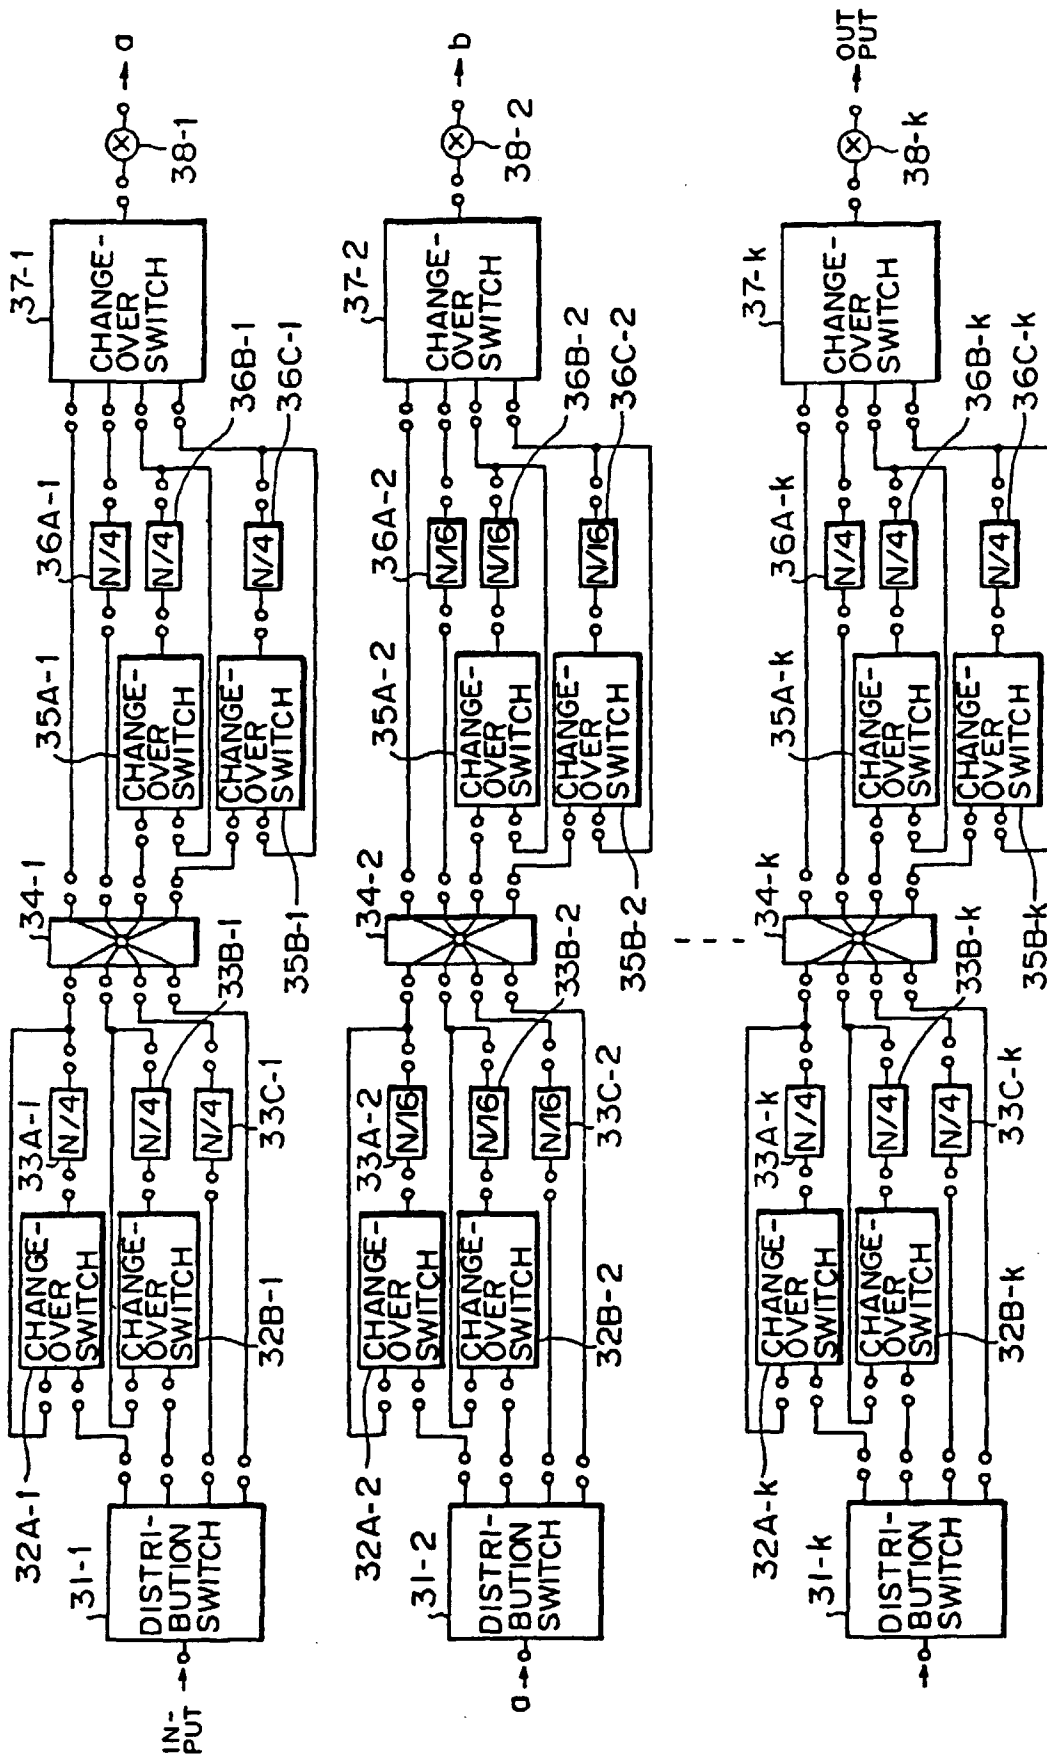 IN-
PUT
31-1
DISTRI-
BUTION
SWITCH
32A-1
CHANGE-
OVER
SWITCH
CHANGE-
OVER
SWITCH
32B-1
33A-1
N/4
N/4
N/4
33B-1
33C-1
34-1
35A-1
CHANGE-
OVER
SWITCH
CHANGE-
OVER
SWITCH
35B-1
36A-1
N/4
N/4
N/4
36B-1
36C-1
37-1
CHANGE-
OVER
SWITCH
38-1
a
a
31-2
DISTRI-
BUTION
SWITCH
32A-2
CHANGE-
OVER
SWITCH
CHANGE-
OVER
SWITCH
32B-2
33A-2
N/16
N/16
N/16
33B-2
33C-2
34-2
35A-2
CHANGE-
OVER
SWITCH
CHANGE-
OVER
SWITCH
35B-2
36A-2
N/16
N/16
N/16
36B-2
36C-2
37-2
CHANGE-
OVER
SWITCH
38-2
b
31-k
DISTRI-
BUTION
SWITCH
32A-k
CHANGE-
OVER
SWITCH
CHANGE-
OVER
SWITCH
32B-k
33A-k
N/4
N/4
N/4
33B-k
33C-k
34-k
35A-k
CHANGE-
OVER
SWITCH
CHANGE-
OVER
SWITCH
35B-k
36A-k
N/4
N/4
N/4
36B-k
36C-k
37-k
CHANGE-
OVER
SWITCH
38-k
OUT
PUT